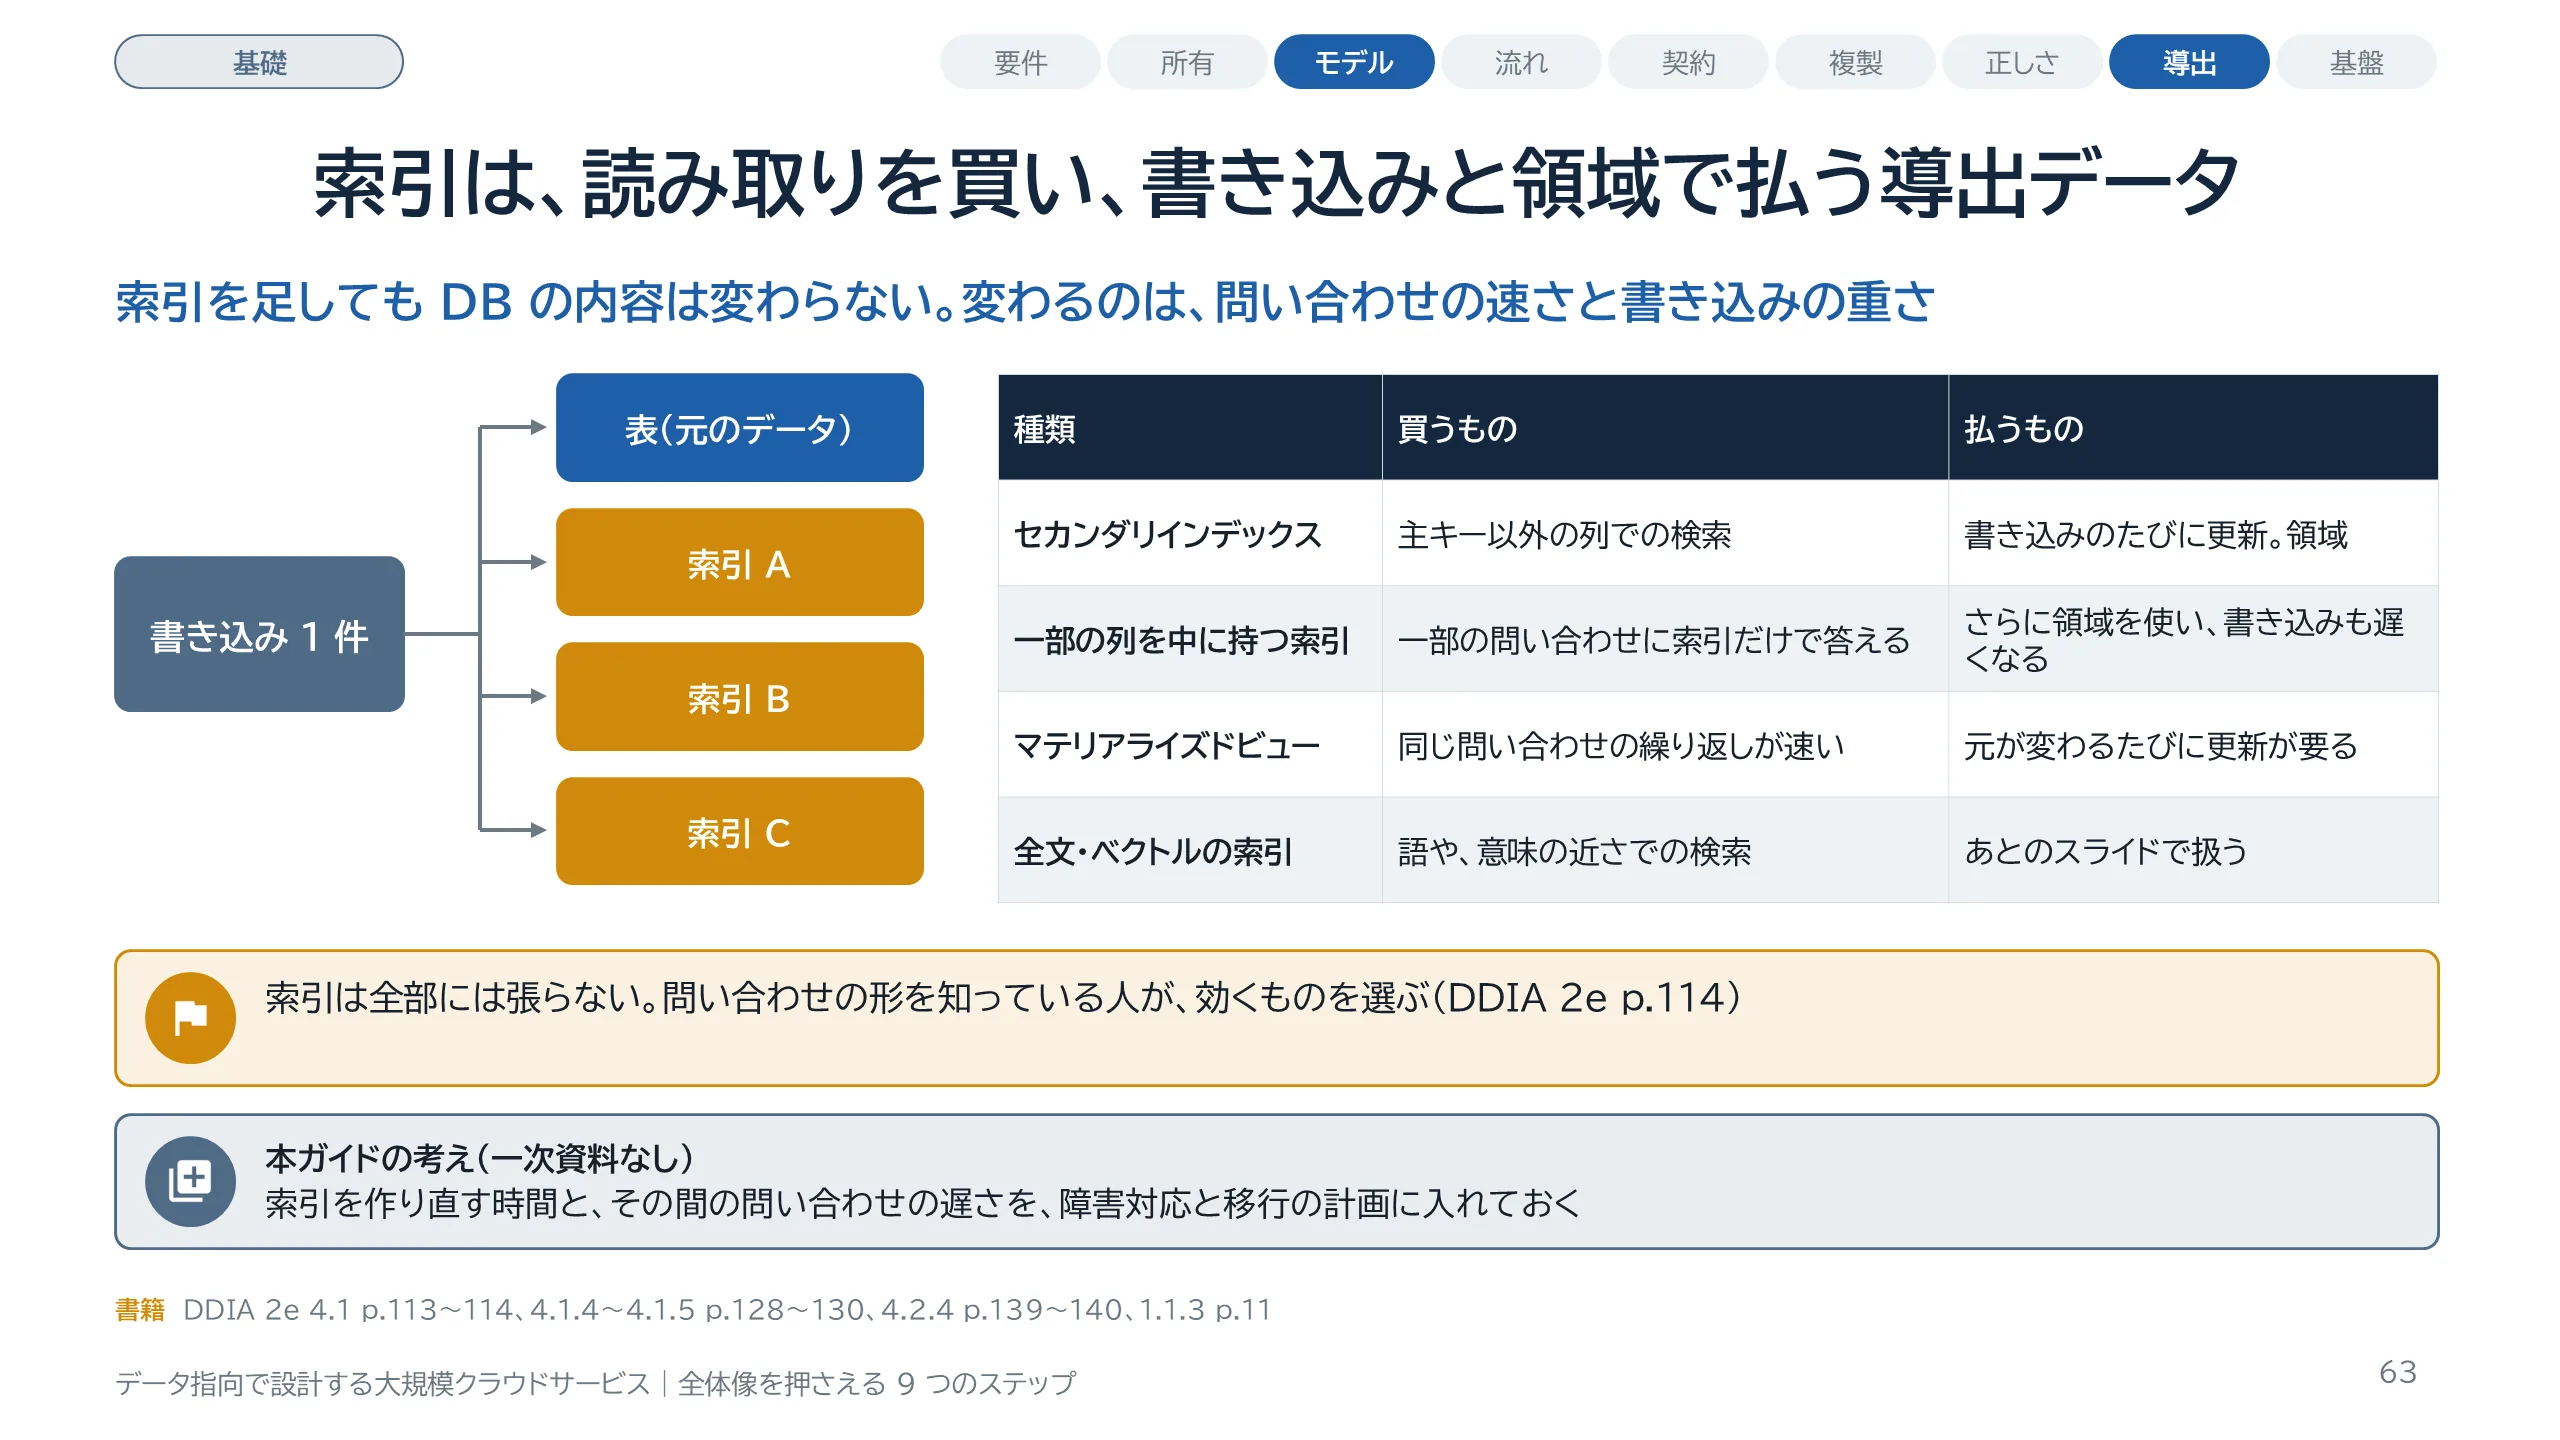 基礎
要件
所有
モデル
流れ
契約
複製
正しさ
導出
基盤
索引は、読み取りを買い、書き込みと領域で払う導出データ
索引を足しても DB の内容は変わらない。変わるのは、問い合わせの速さと書き込みの重さ
書き込み 1 件
表(元のデータ)
索引 A
索引 B
索引 C
種類 買うもの 払うもの
セカンダリインデックス 主キー以外の列での検索 書き込みのたびに更新。領域
一部の列を中に持つ索引 一部の問い合わせに索引だけで答える さらに領域を使い、書き込みも遅
くなる
マテリアライズドビュー 同じ問い合わせの繰り返しが速い 元が変わるたびに更新が要る
全文・ベクトルの索引 語や、意味の近さでの検索 あとのスライドで扱う
索引は全部には張らない。問い合わせの形を知っている人が、効くものを選ぶ(DDIA 2e p.114)
本ガイドの考え(一次資料なし)
索引を作り直す時間と、その間の問い合わせの遅さを、障害対応と移行の計画に入れておく
書籍 DDIA 2e 4.1 p.113〜114、4.1.4〜4.1.5 p.128〜130、4.2.4 p.139〜140、1.1.3 p.11
データ指向で設計する大規模クラウドサービス｜全体像を押さえる 9 つのステップ
63